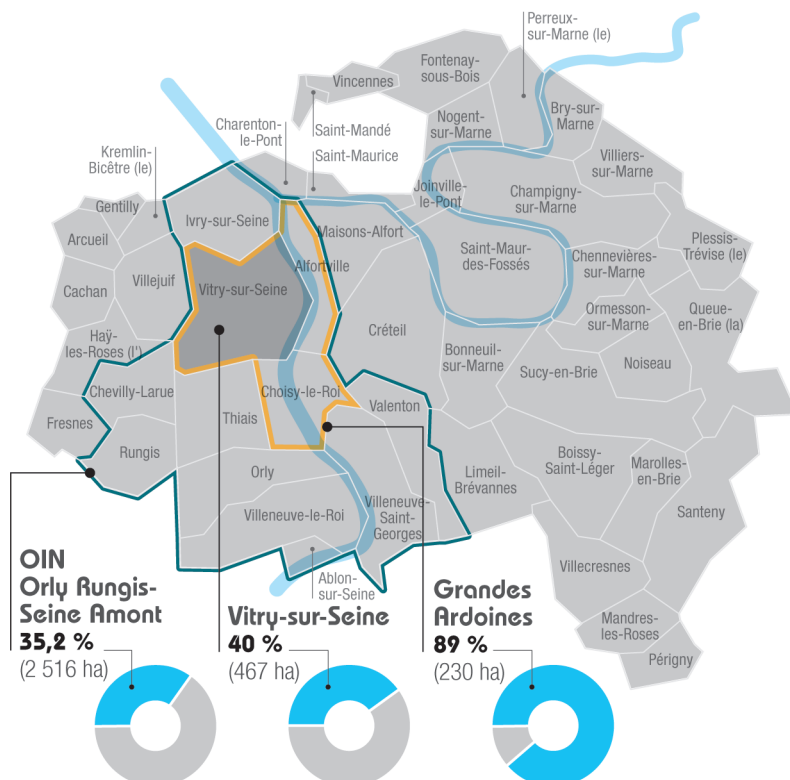 Perreux-
sur-Marne (le)
Fontenay-
sous-Bois
Vincennes
Charenton-
le-Pont
Saint-Mandé
Saint-Maurice
Nogent-
sur-Marne
Bry-sur-
Marne
Kremlin-
Bicêtre (le)
Villiers-
sur-Marne
Joinville-
le-Pont
Champigny-
sur-Marne
Gentilly
Ivry-sur-Seine
Maisons-Alfort
Arcueil
Plessis-
Trévise (le)
Saint-Maur-
des-Fossés
Chennevières-
sur-Marne
Villejuif
Alfortville
Cachan
Vitry-sur-Seine
Ormesson-
sur-Marne
Queue-
en-Brie (la)
Haÿ-
les-Roses (l')
Créteil
Bonneuil-
sur-Marne
Noiseau
Sucy-en-Brie
Chevilly-Larue
Choisy-le-Roi
Valenton
Thiais
Fresnes
Rungis
Orly
Limeil-
Brévannes
Boissy-
Saint-Léger
Marolles-
en-Brie
Villeneuve-le-Roi
Villeneuve-
Saint-
Georges
Santeny
Ablon-
sur-Seine
Villecresnes
Mandres-
les-Roses
Périgny
OIN
Orly Rungis-
Seine Amont
35,2 %
(2 516 ha)
Vitry-sur-Seine
40 %
(467 ha)
Grandes
Ardoines
89 %
(230 ha)